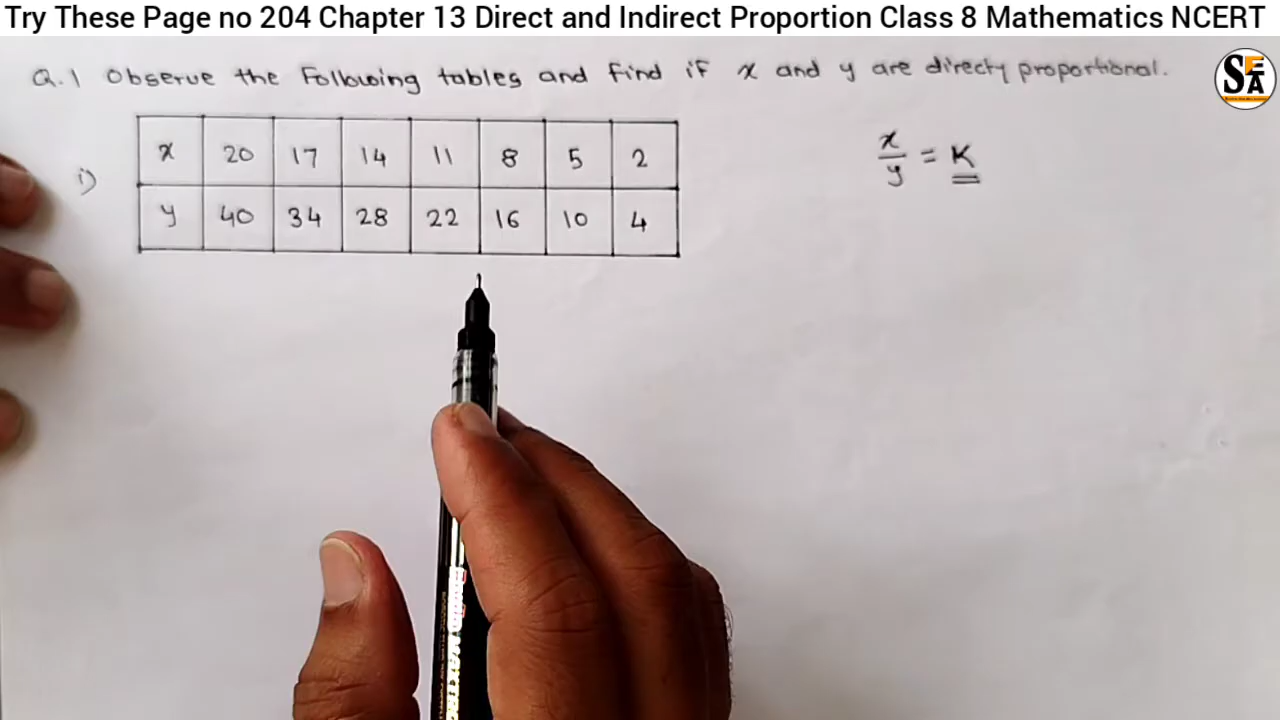 Try These Page no 204 Chapter 13 Direct and Indirect Proportion Class 8 Mathematics NCERT
Q.1 Observe the Following tables and find if x and y are directy proportional.
SFA
i)
x 20 17 14 11 8 5 2
y 40 34 28 22 16 10 4
x/y = K